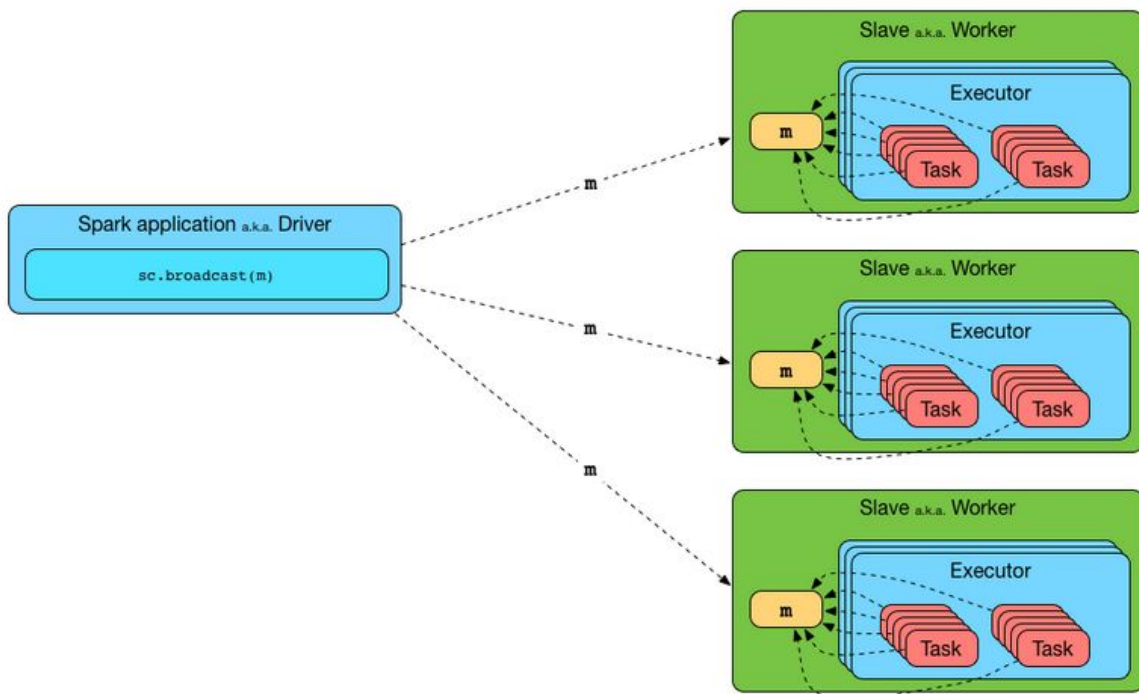 Slave a.k.a. Worker
Executor
m
Task
Task
m
Spark application a.k.a. Driver
sc.broadcast(m)
Slave a.k.a. Worker
m
Executor
m
Task
Task
m
Slave a.k.a. Worker
Executor
m
Task
Task